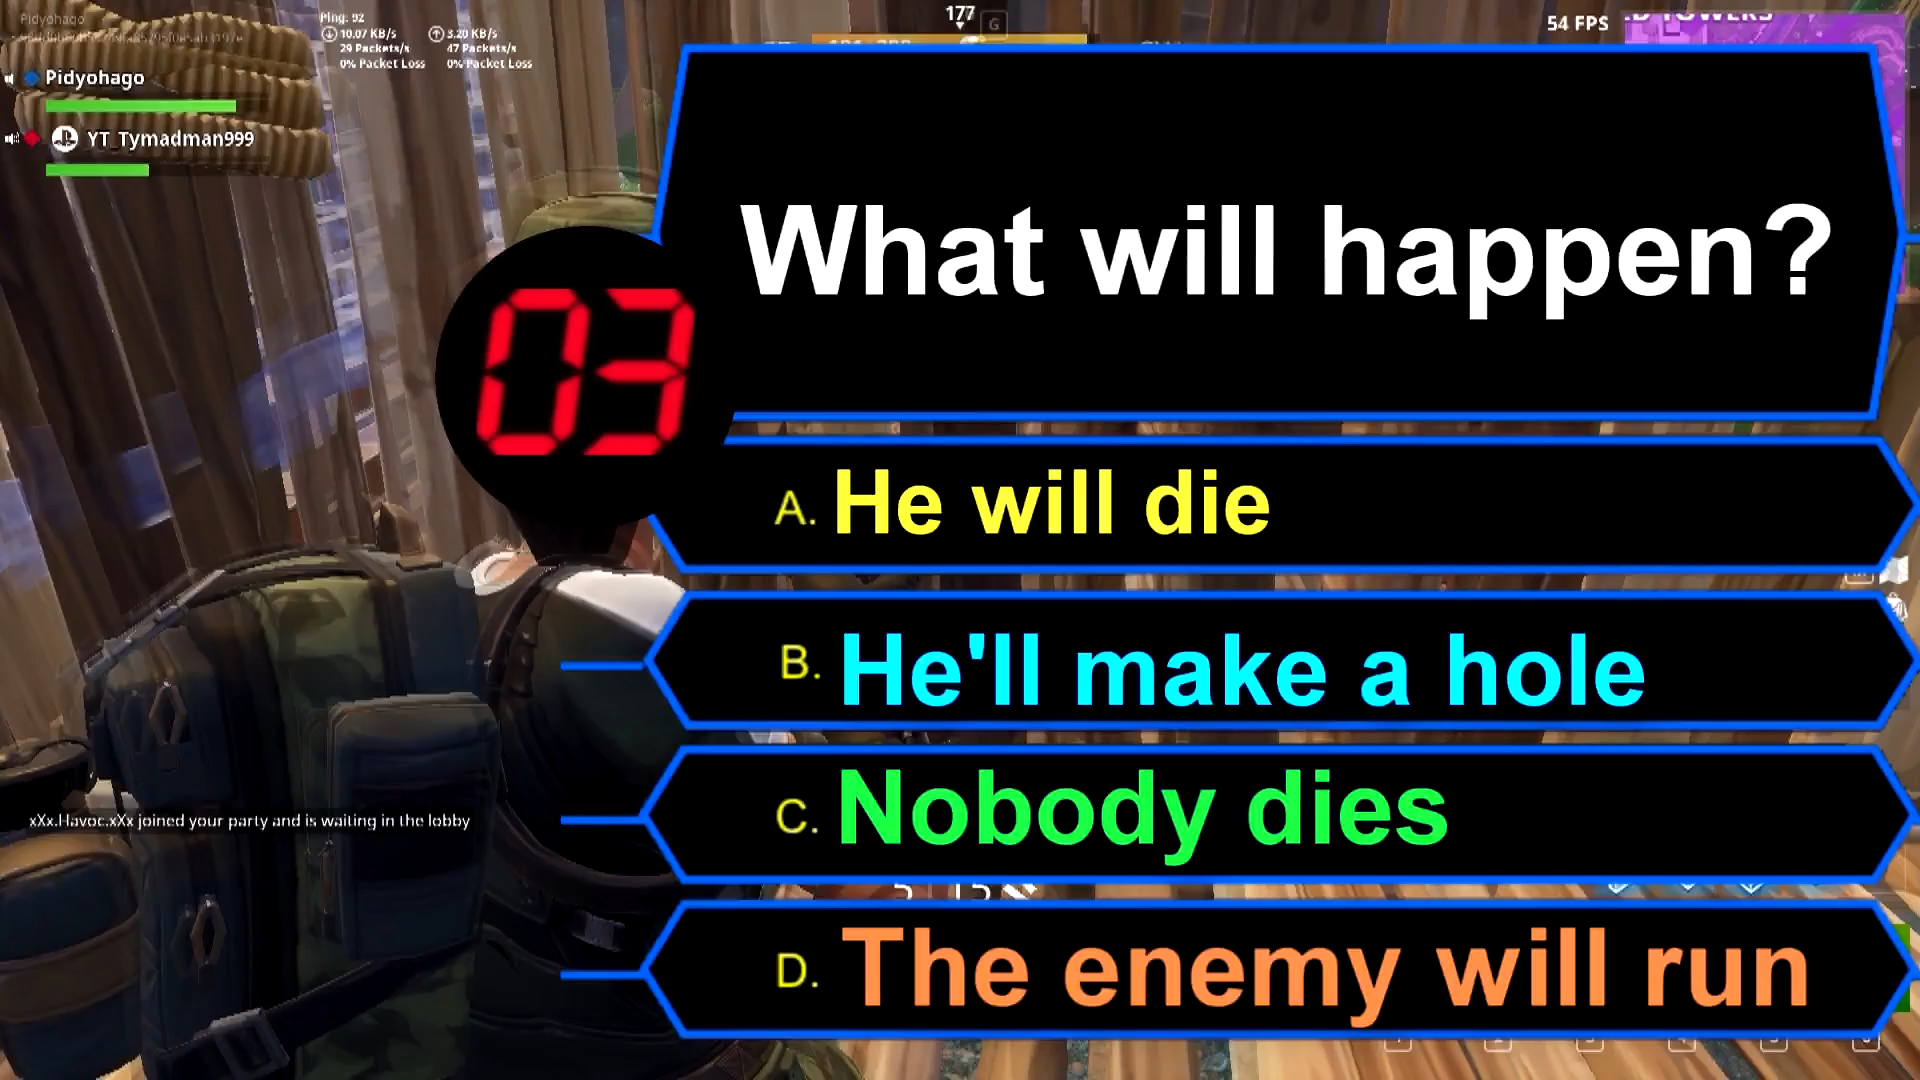 Pidyohago
Ping: 92
10.07 KB/s
3.20 KB/s
29 Packets/s
47 Packets/s
0% Packet Loss
0% Packet Loss
177
G
54 FPS
Pidyohago
YT_Tymadman999
What will happen?
03
A. He will die
B. He'll make a hole
C. Nobody dies
D. The enemy will run
xXx.Havoc.xXx joined your party and is waiting in the lobby